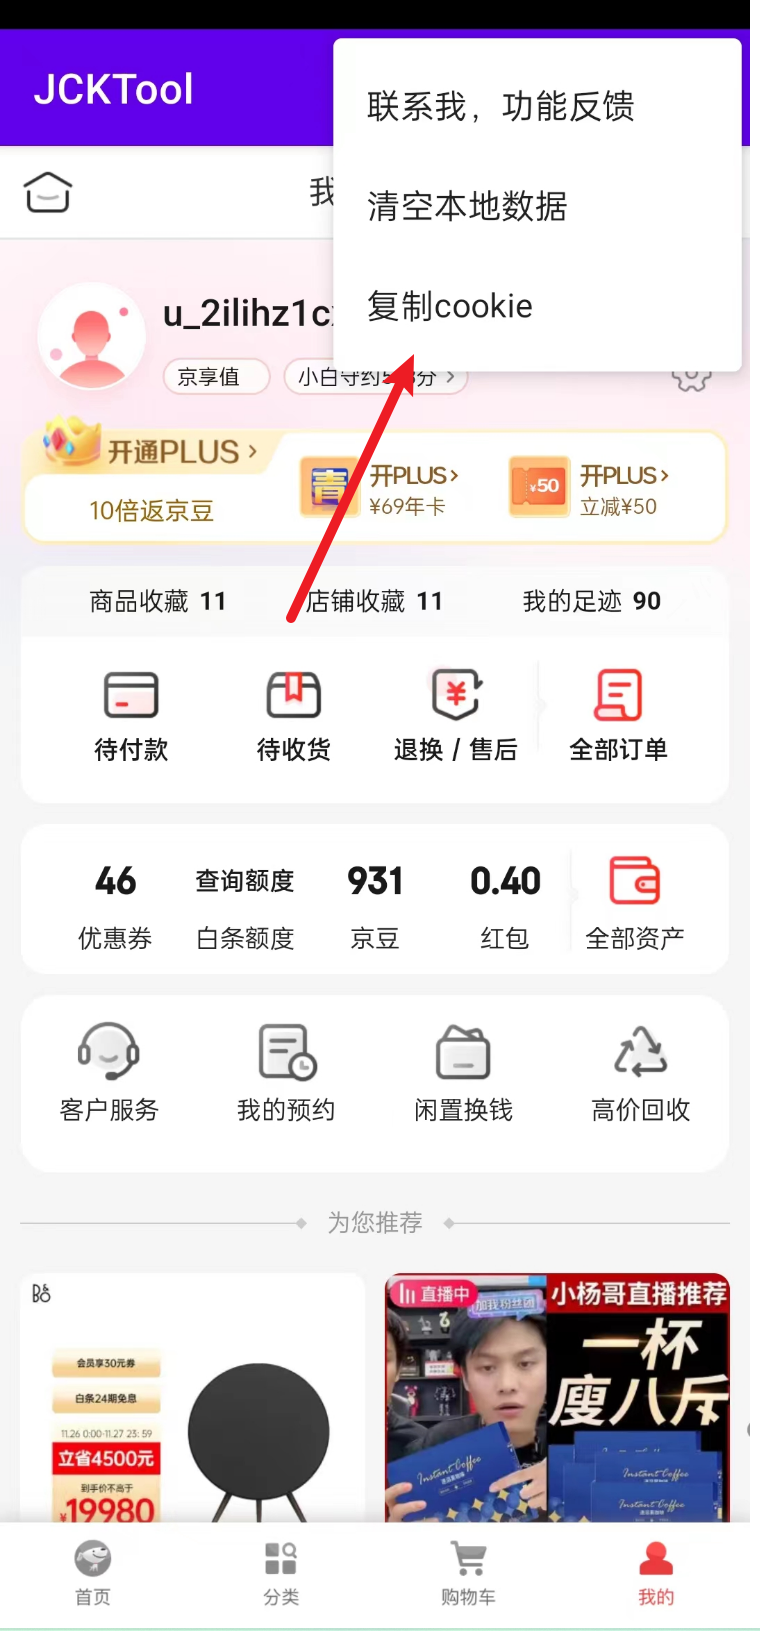 JCKTool
联系我，功能反馈
清空本地数据
复制cookie
我
u_2ilihz1c
京享值
小白守约5 8分 >
开通PLUS >
10倍返京豆
青
开PLUS >
¥69年卡
¥50
开PLUS >
立减¥50
商品收藏 11
店铺收藏 11
我的足迹 90
待付款
待收货
退换 / 售后
全部订单
46
查询额度
931
0.40
优惠券
白条额度
京豆
红包
全部资产
客户服务
我的预约
闲置换钱
高价回收
为您推荐
B&O
会员享30元券
白条24期免息
11.26 0:00-11.27 23:59
立省4500元
到手价不高于
¥19980
直播中
加我粉丝团
小杨哥直播推荐
一杯
瘦八斤
Instant Coffee
Instant Coffee
Instant Coffee
首页
分类
购物车
我的